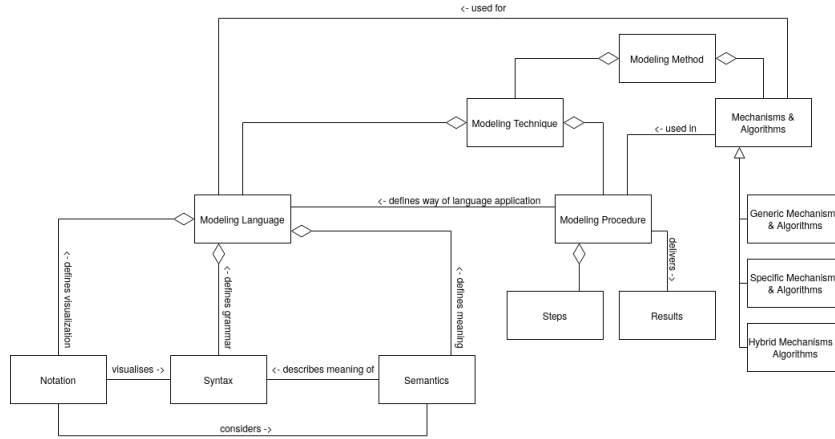 <- used for
Modeling Method
Modeling Technique
Mechanisms &
Algorithms
<- used in
Modeling Language
<- defines way of language application
Modeling Procedure
Generic Mechanism
& Algorithms
<- defines visualization
<- defines grammar
<- defines meaning
delivers ->
Specific Mechanism
& Algorithms
Steps
Results
Hybrid Mechanisms
Algorithms
Notation
visualises ->
Syntax
<- describes meaning of
Semantics
considers ->